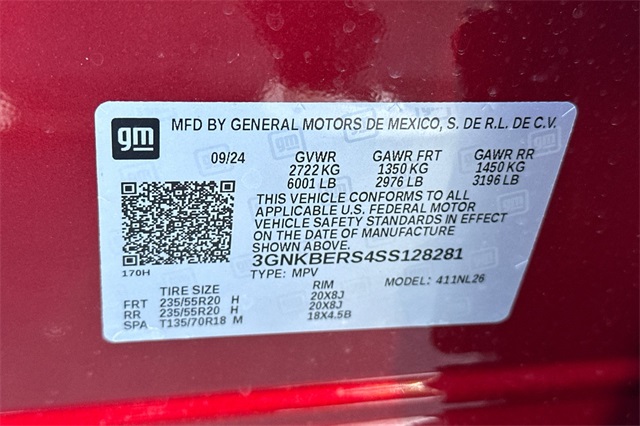 gm MFD BY GENERAL MOTORS DE MEXICO, S. DE R.L. DE C.V.
09/24 GVWR GAWR FRT GAWR RR
2722 KG 1350 KG 1450 KG
6001 LB 2976 LB 3196 LB
THIS VEHICLE CONFORMS TO ALL
APPLICABLE U.S. FEDERAL MOTOR
VEHICLE SAFETY STANDARDS IN EFFECT
ON THE DATE OF MANUFACTURE
SHOWN ABOVE.
3GNKBERS4SS128281
170H TYPE: MPV MODEL: 411NL26
TIRE SIZE RIM
FRT 235/55R20 H 20X8J
RR 235/55R20 H 20X8J
SPA T135/70R18 M 18X4.5B